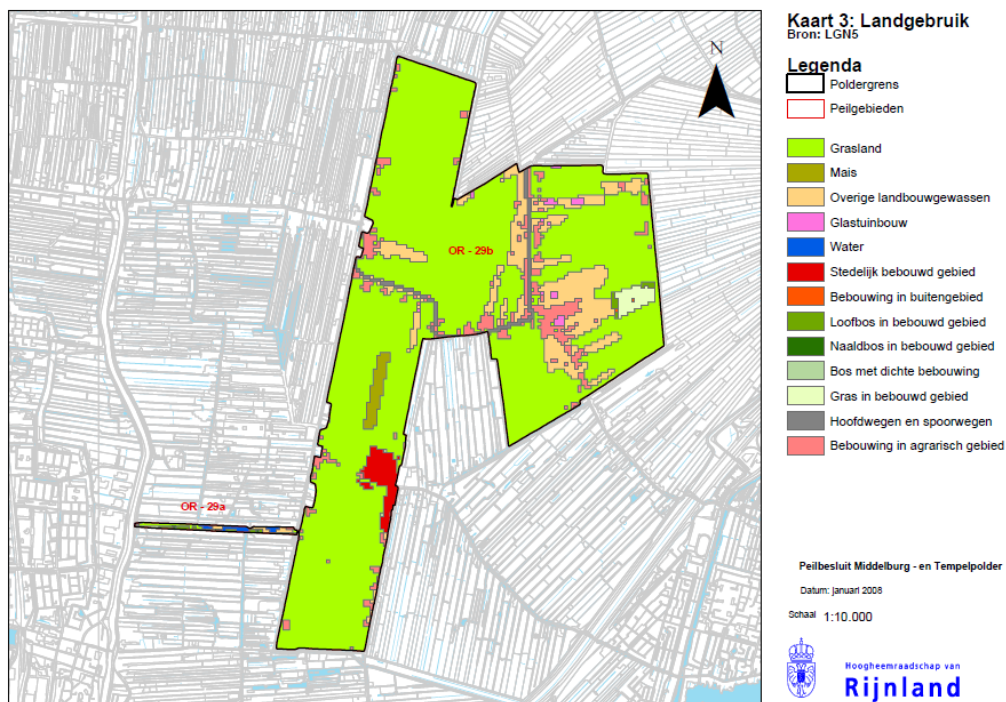 Kaart 3: Landgebruik
Bron: LGN5
N
Legenda
Poldergrens
Peilgebieden
Grasland
Mais
Overige landbouwgewassen
Glastuinbouw
Water
Stedelijk bebouwd gebied
Bebouwing in buitengebied
Loofbos in bebouwd gebied
Naaldbos in bebouwd gebied
Bos met dichte bebouwing
Gras in bebouwd gebied
Hoofdwegen en spoorwegen
Bebouwing in agrarisch gebied
OR - 29b
OR - 29a
Peilbesluit Middelburg - en Tempelpolder
Datum: januari 2008
Schaal 1:10.000
Hoogheemraadschap van
Rijnland